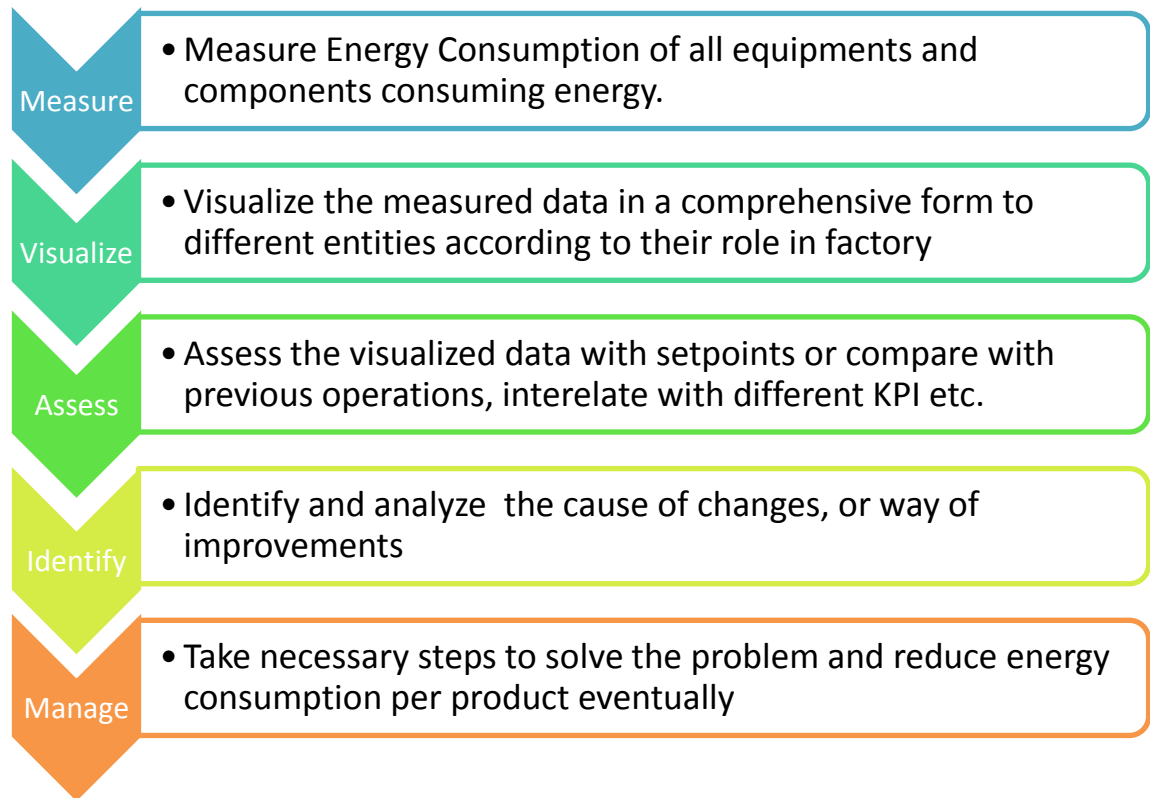 Measure
• Measure Energy Consumption of all equipments and
components consuming energy.
Visualize
• Visualize the measured data in a comprehensive form to
different entities according to their role in factory
Assess
• Assess the visualized data with setpoints or compare with
previous operations, interelate with different KPI etc.
Identify
• Identify and analyze  the cause of changes, or way of
improvements
Manage
• Take necessary steps to solve the problem and reduce energy
consumption per product eventually